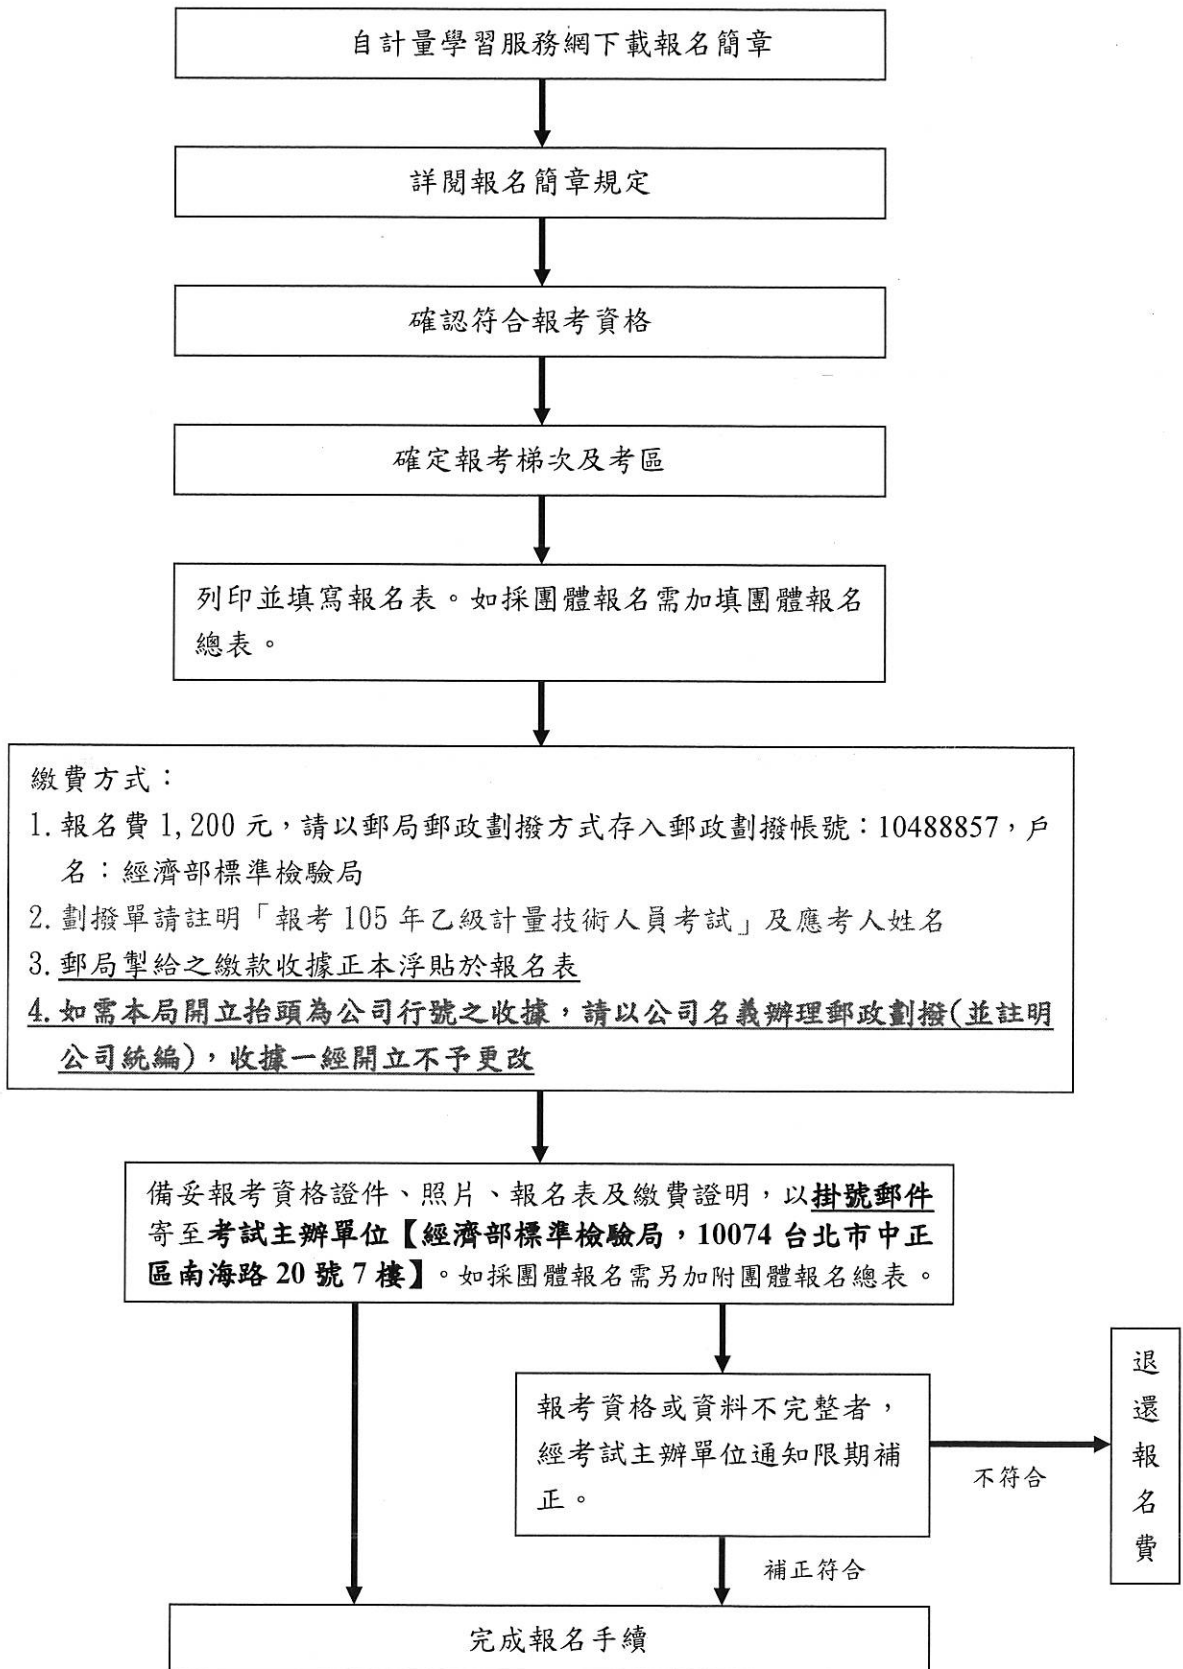 自計量學習服務網下載報名簡章
詳閱報名簡章規定
確認符合報考資格
確定報考梯次及考區
列印並填寫報名表。如採團體報名需加填團體報名
總表。
繳費方式：
1. 報名費 1,200 元，請以郵局郵政劃撥方式存入郵政劃撥帳號：10488857，戶
名：經濟部標準檢驗局
2. 劃撥單請註明「報考 105 年乙級計量技術人員考試」及應考人姓名
3. 郵局掣給之繳款收據正本浮貼於報名表
4. 如需本局開立抬頭為公司行號之收據，請以公司名義辦理郵政劃撥(並註明
公司統編)，收據一經開立不予更改
備妥報考資格證件、照片、報名表及繳費證明，以掛號郵件
寄至考試主辦單位【經濟部標準檢驗局，10074 台北市中正
區南海路 20 號 7 樓】。如採團體報名需另加附團體報名總表。
報考資格或資料不完整者，
經考試主辦單位通知限期補
正。
不符合
退還報名費
補正符合
完成報名手續